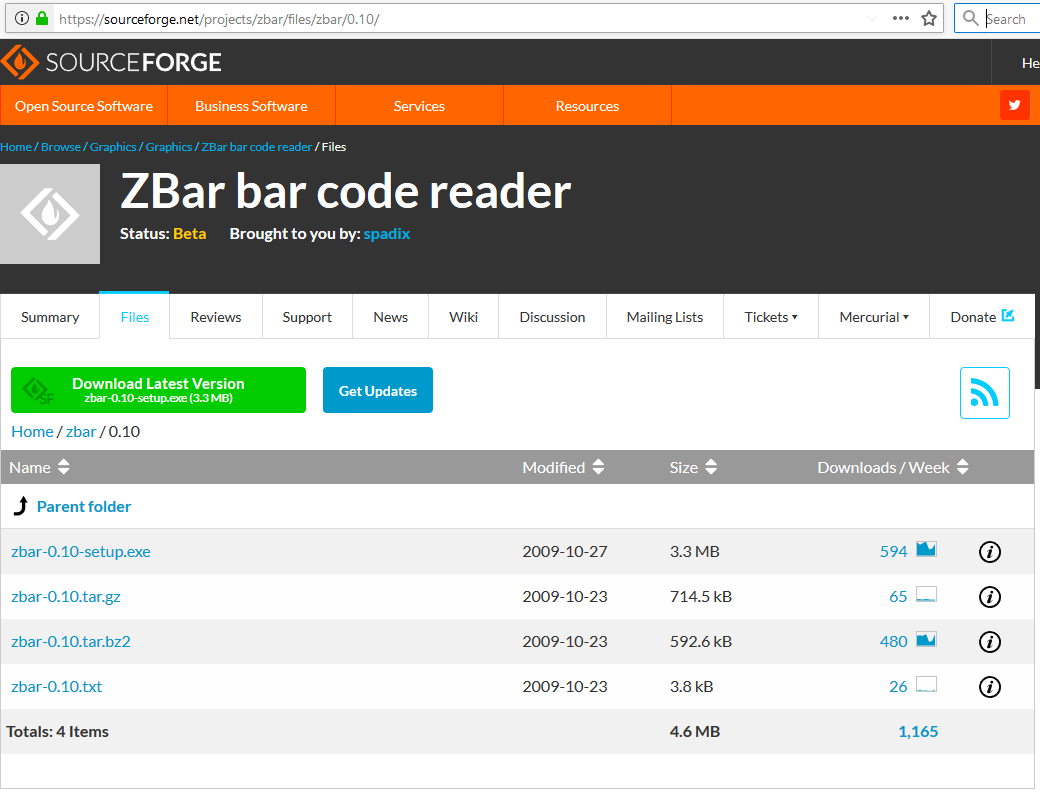 https://sourceforge.net/projects/zbar/files/zbar/0.10/ ••• Search
SOURCEFORGE He
Open Source Software Business Software Services Resources
Home / Browse / Graphics / Graphics / ZBar bar code reader / Files
ZBar bar code reader
Status: Beta Brought to you by: spadix
Summary Files Reviews Support News Wiki Discussion Mailing Lists Tickets ▾ Mercurial ▾ Donate
Download Latest Version
zbar-0.10-setup.exe (3.3 MB)
SF
Get Updates
Home / zbar / 0.10
Name Modified Size Downloads / Week
Parent folder
zbar-0.10-setup.exe 2009-10-27 3.3 MB 594 i
zbar-0.10.tar.gz 2009-10-23 714.5 kB 65 i
zbar-0.10.tar.bz2 2009-10-23 592.6 kB 480 i
zbar-0.10.txt 2009-10-23 3.8 kB 26 i
Totals: 4 Items 4.6 MB 1,165